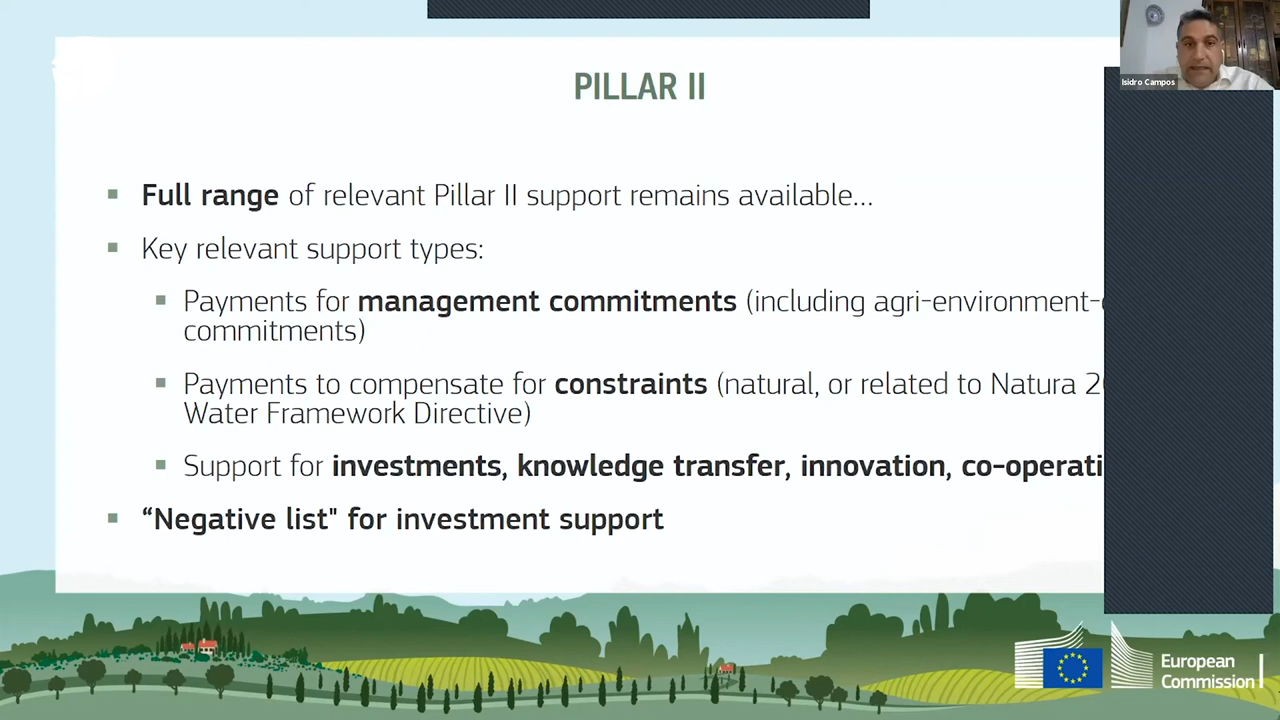 PILLAR II
Isidro Campos
Full range of relevant Pillar II support remains available...
Key relevant support types:
Payments for management commitments (including agri-environment-
commitments)
Payments to compensate for constraints (natural, or related to Natura
Water Framework Directive)
Support for investments, knowledge transfer, innovation, co-operati
“Negative list" for investment support
European
Commission